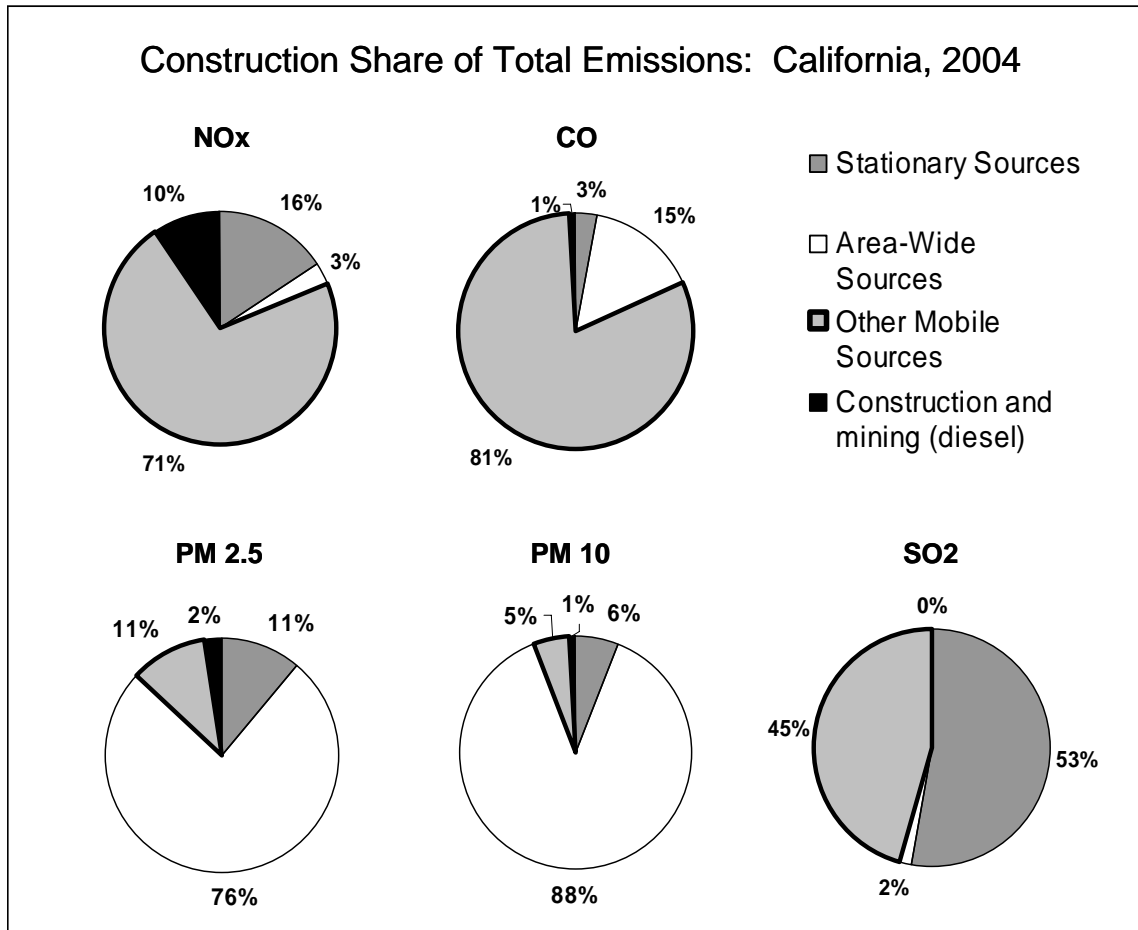 Construction Share of Total Emissions: California, 2004
NOx
10%
16%
3%
71%
CO
1%
3%
15%
81%
Stationary Sources
Area-Wide
Sources
Other Mobile
Sources
Construction and
mining (diesel)
PM 2.5
11%
2%
11%
76%
PM 10
5%
1%
6%
88%
SO2
0%
45%
53%
2%